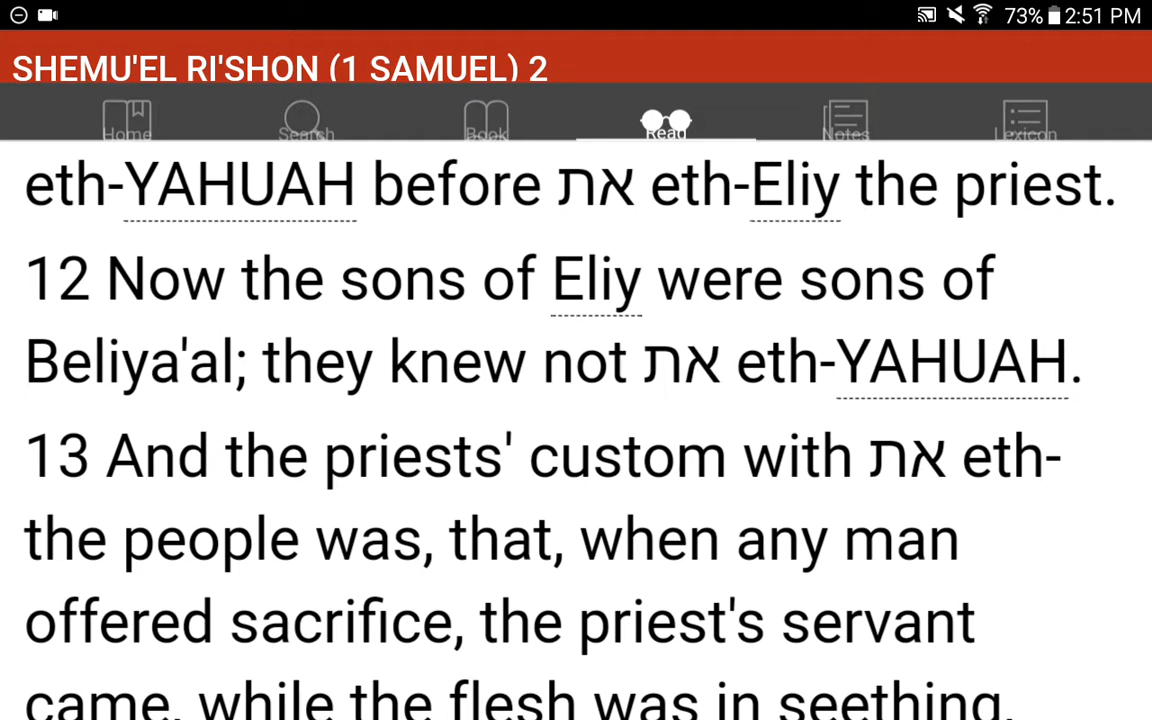 73% 2:51 PM
SHEMU'EL RI'SHON (1 SAMUEL) 2
Home Search Book Read Notes Lexicon
eth-YAHUAH before את eth-Eliy the priest.
12 Now the sons of Eliy were sons of
Beliya'al; they knew not את eth-YAHUAH.
13 And the priests' custom with את eth-
the people was, that, when any man
offered sacrifice, the priest's servant
came, while the flesh was in seething,